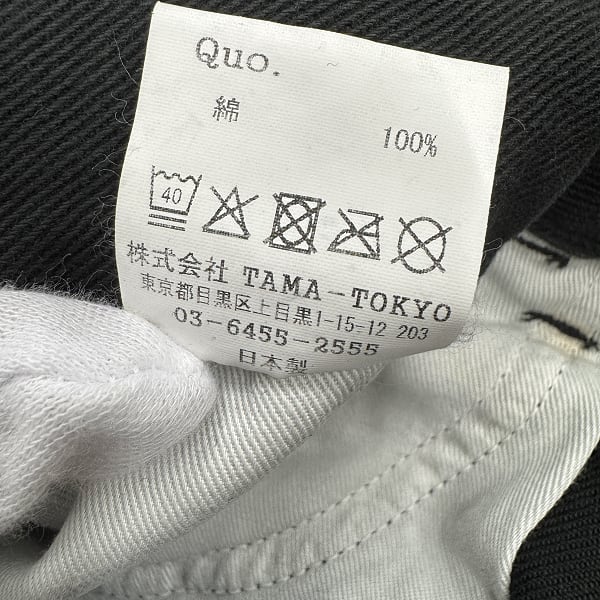 Quo.
綿
100%
40
株式会社 TAMA-TOKYO
東京都目黒区上目黒1-15-12 203
03-6455-2555
日本製